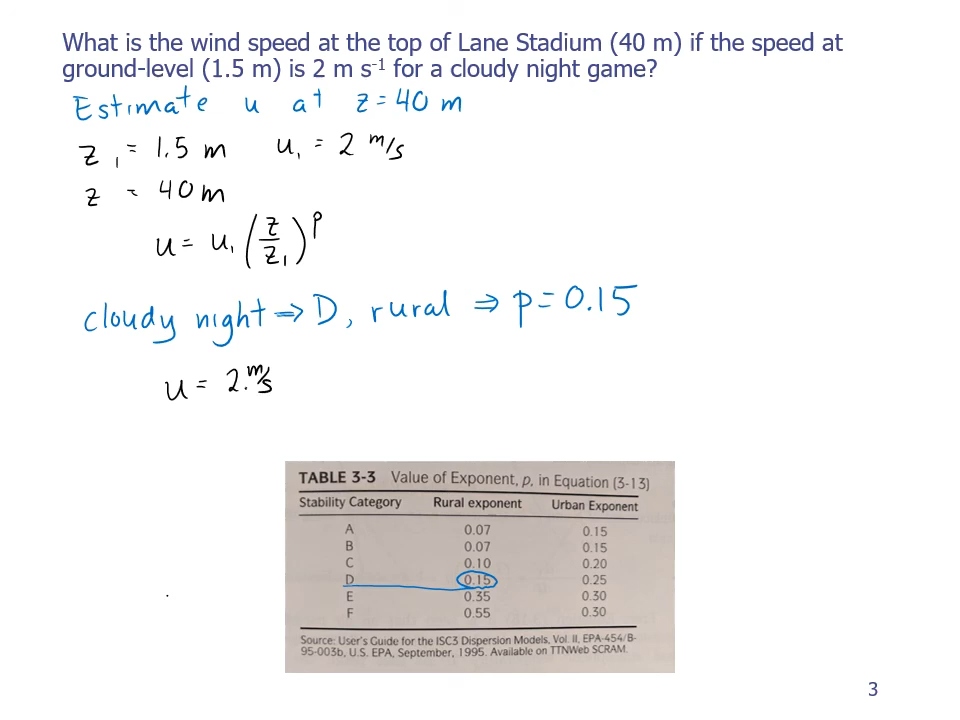 What is the wind speed at the top of Lane Stadium (40 m) if the speed at
ground-level (1.5 m) is 2 m s⁻¹ for a cloudy night game?
Estimate u at z = 40 m
z₁ = 1.5 m u₁ = 2 m/s
z = 40 m
u = u₁ (z/z₁)^p
cloudy night ⇒ D, rural ⇒ p = 0.15
u = 2. m/s
TABLE 3-3 Value of Exponent, p, in Equation (3-13)
Stability Category Rural exponent Urban Exponent
A 0.07 0.15
B 0.07 0.15
C 0.10 0.20
D 0.15 0.25
E 0.35 0.30
F 0.55 0.30
Source: User's Guide for the ISC3 Dispersion Models, Vol. II, EPA-454/B-
95-003b, U.S. EPA, September, 1995. Available on TTNWeb SCRAM.
3